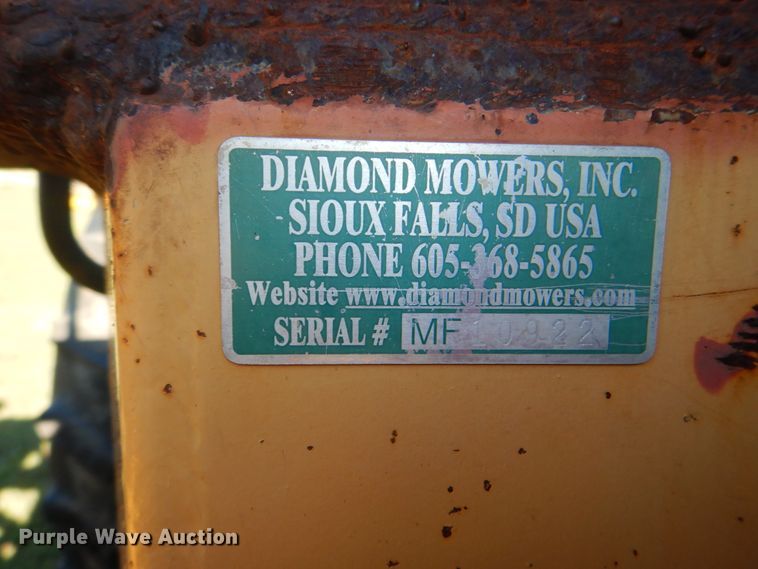 DIAMOND MOWERS, INC.
SIOUX FALLS, SD USA
PHONE 605-368-5865
Website www.diamondmowers.com
SERIAL # MF10922
Purple Wave Auction